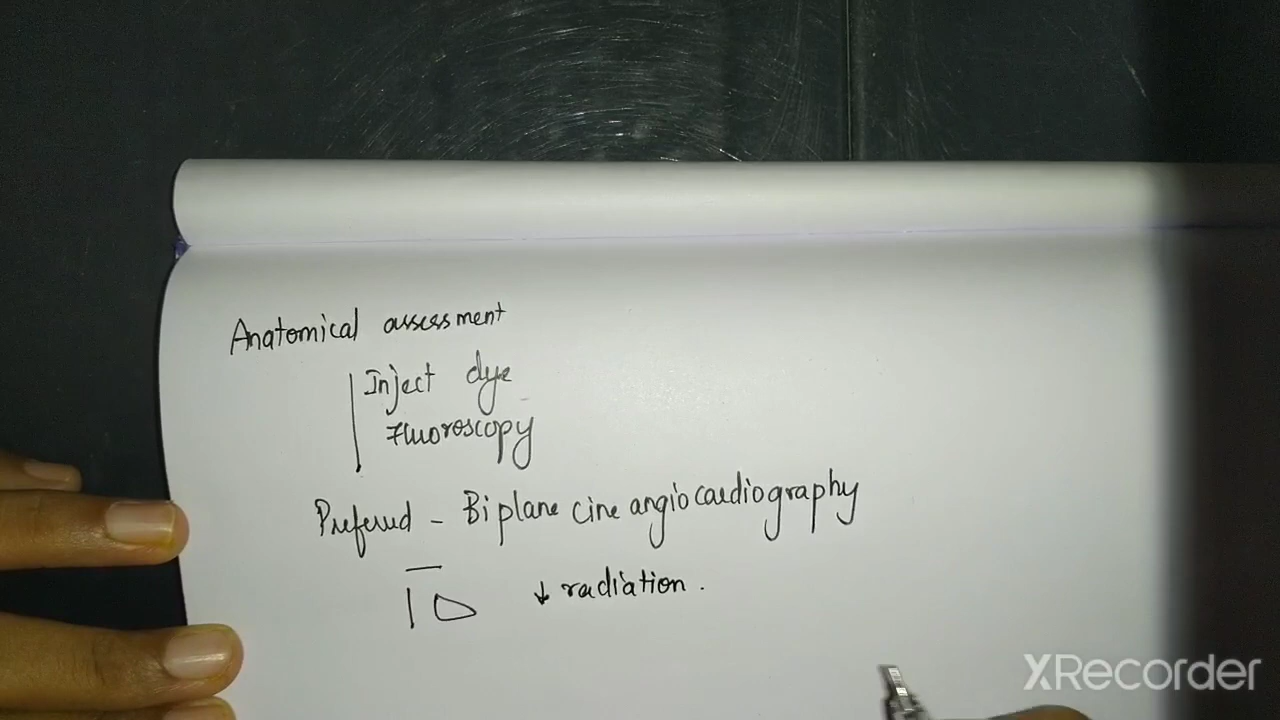 Anatomical assessment
Inject dye
Fluoroscopy
Preferred - Biplane cine angiocardiography
↓ radiation.
XRecorder